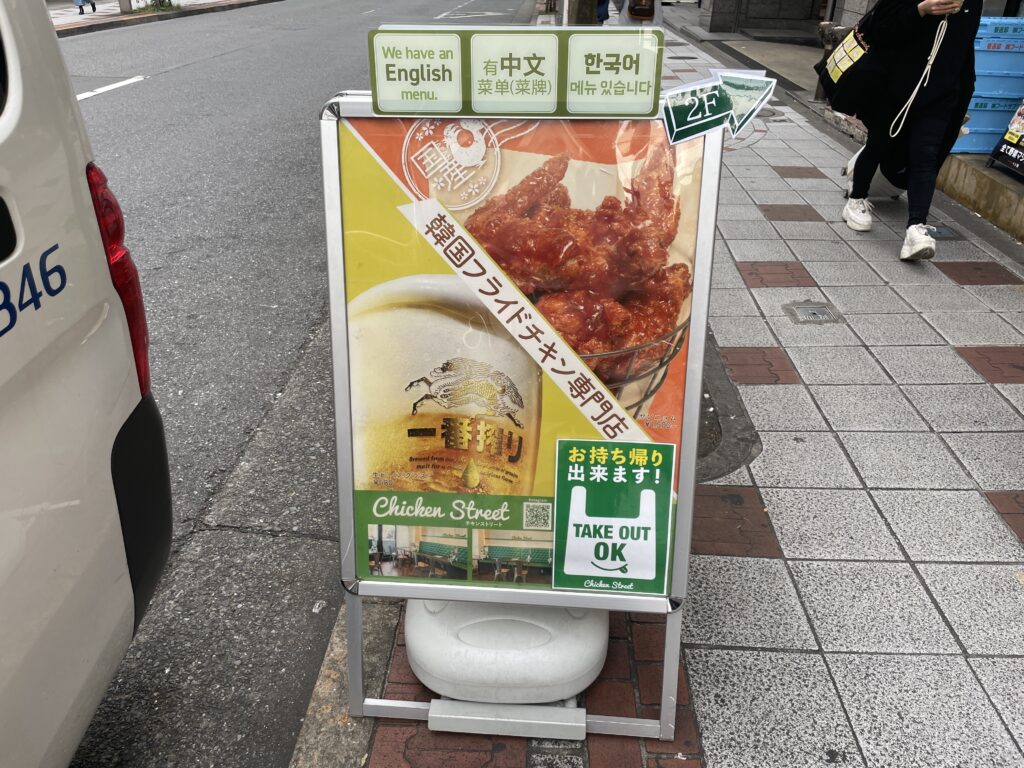 We have an
English
menu.
有中文
菜单(菜牌)
한국어
메뉴 있습니다
2F
国産
韓国フライドチキン専門店
一番搾り
お持ち帰り
出来ます!
TAKE OUT
OK
Chicken Street
Chicken Street
チキンストリート
Instagram
346